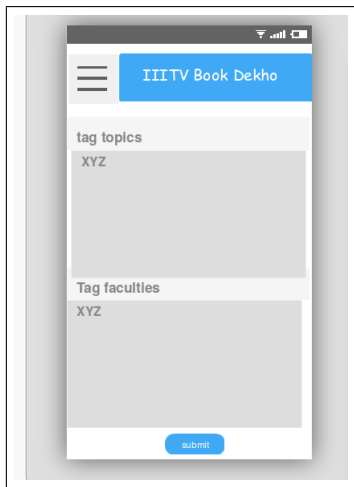 IIITV Book Dekho
tag topics
XYZ
Tag faculties
XYZ
submit